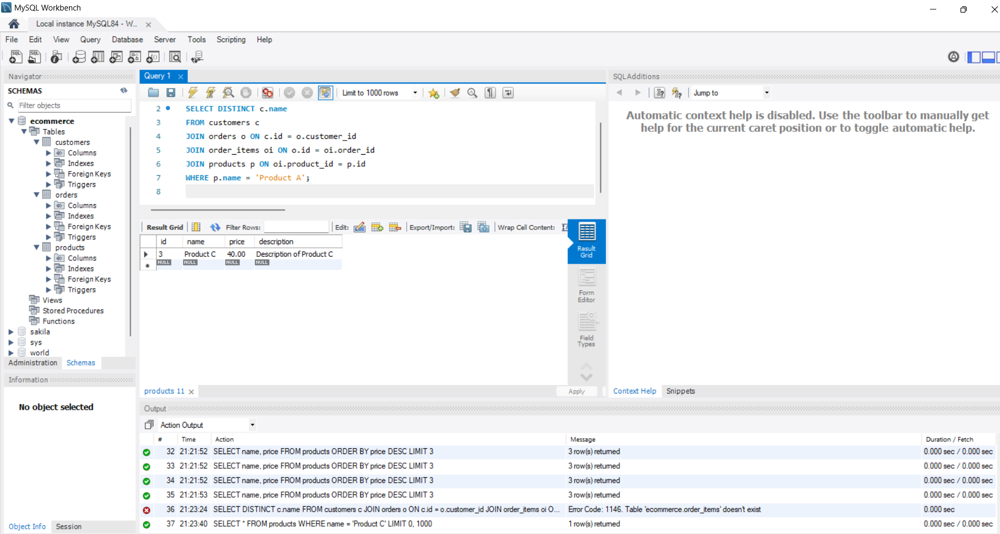 MySQL Workbench
Local instance MySQL84 - W...
File Edit View Query Database Server Tools Scripting Help
Navigator
SCHEMAS
Filter objects
ecommerce
Tables
customers
Columns
Indexes
Foreign Keys
Triggers
orders
Columns
Indexes
Foreign Keys
Triggers
products
Columns
Indexes
Foreign Keys
Triggers
Views
Stored Procedures
Functions
sakila
sys
world
Administration Schemas
Information
No object selected
Object Info Session
Query 1
Limit to 1000 rows
2 SELECT DISTINCT c.name
3 FROM customers c
4 JOIN orders o ON c.id = o.customer_id
5 JOIN order_items oi ON o.id = oi.order_id
6 JOIN products p ON oi.product_id = p.id
7 WHERE p.name = 'Product A';
8
Result Grid Filter Rows: Edit: Export/Import: Wrap Cell Content:
id name price description
3 Product C 40.00 Description of Product C
NULL NULL NULL NULL
Result Grid
Form Editor
Field Types
products 11
Apply
SQLAdditions
Jump to
Automatic context help is disabled. Use the toolbar to manually get
help for the current caret position or to toggle automatic help.
Context Help Snippets
Output
Action Output
# Time Action Message Duration / Fetch
32 21:21:52 SELECT name, price FROM products ORDER BY price DESC LIMIT 3 3 row(s) returned 0.000 sec / 0.000 sec
33 21:21:52 SELECT name, price FROM products ORDER BY price DESC LIMIT 3 3 row(s) returned 0.000 sec / 0.000 sec
34 21:21:52 SELECT name, price FROM products ORDER BY price DESC LIMIT 3 3 row(s) returned 0.000 sec / 0.000 sec
35 21:21:53 SELECT name, price FROM products ORDER BY price DESC LIMIT 3 3 row(s) returned 0.000 sec / 0.000 sec
36 21:23:24 SELECT DISTINCT c.name FROM customers c JOIN orders o ON c.id = o.customer_id JOIN order_items oi O... Error Code: 1146. Table 'ecommerce.order_items' doesn't exist 0.000 sec
37 21:23:40 SELECT * FROM products WHERE name = 'Product C' LIMIT 0, 1000 1 row(s) returned 0.000 sec / 0.000 sec